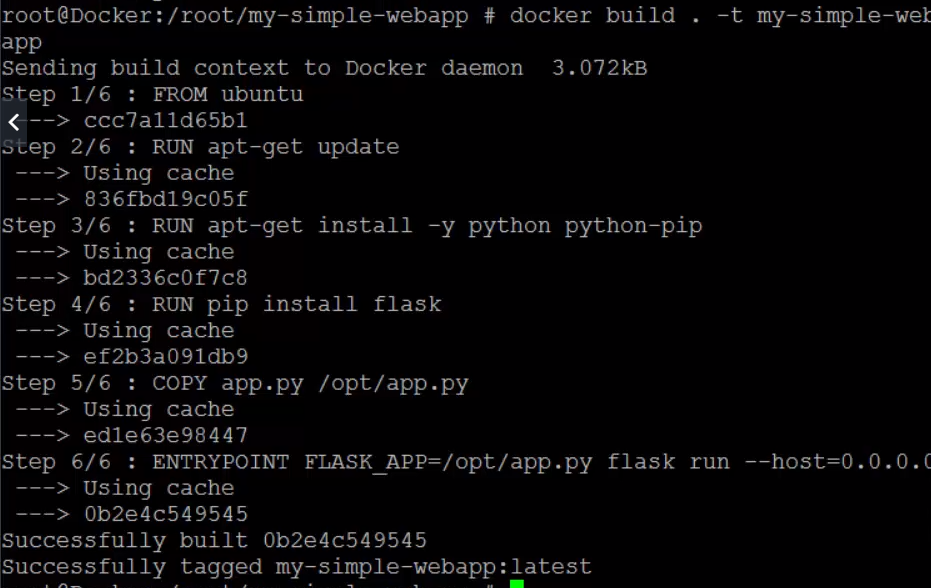 root@Docker:/root/my-simple-webapp # docker build . -t my-simple-web
app
Sending build context to Docker daemon  3.072kB
Step 1/6 : FROM ubuntu
---> ccc7a11d65b1
Step 2/6 : RUN apt-get update
---> Using cache
---> 836fbd19c05f
Step 3/6 : RUN apt-get install -y python python-pip
---> Using cache
---> bd2336c0f7c8
Step 4/6 : RUN pip install flask
---> Using cache
---> ef2b3a091db9
Step 5/6 : COPY app.py /opt/app.py
---> Using cache
---> ed1e63e98447
Step 6/6 : ENTRYPOINT FLASK_APP=/opt/app.py flask run --host=0.0.0.0
---> Using cache
---> 0b2e4c549545
Successfully built 0b2e4c549545
Successfully tagged my-simple-webapp:latest